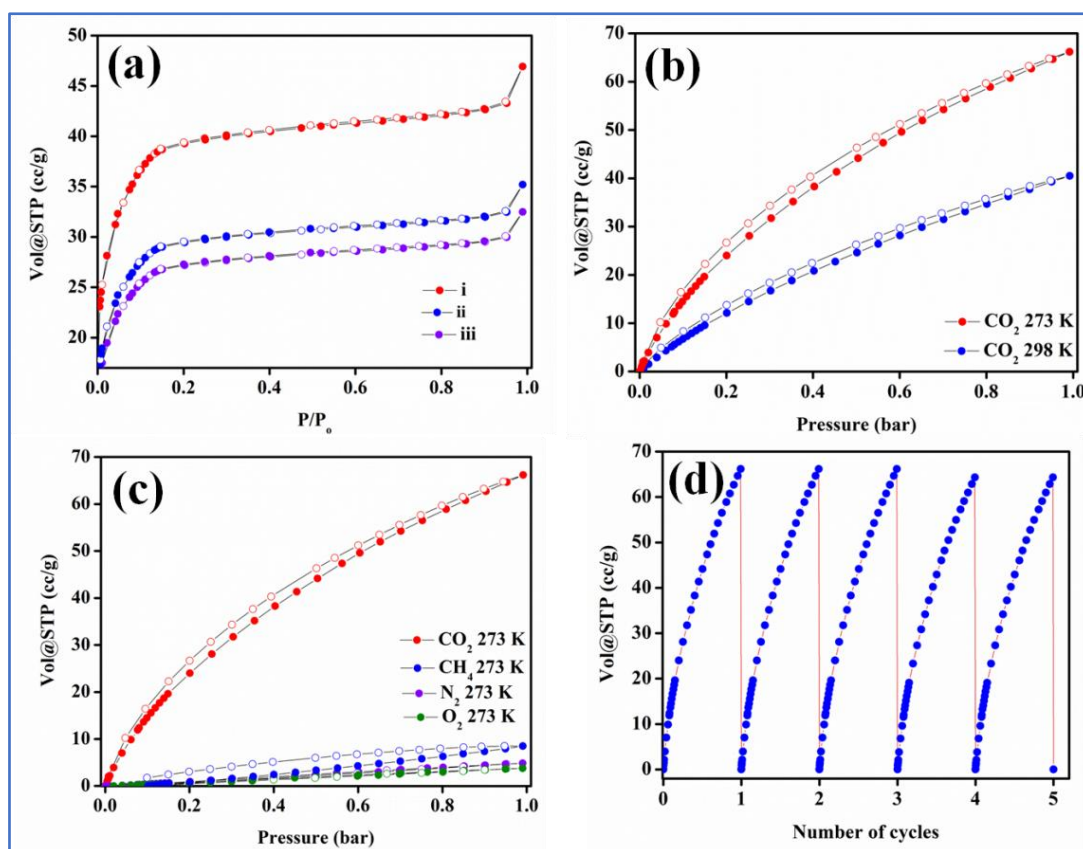 (a)
Vol@STP (cc/g)
50
45
40
35
30
25
20
i
ii
iii
0.0 0.2 0.4 0.6 0.8 1.0
P/Pₒ
(b)
Vol@STP (cc/g)
70
60
50
40
30
20
10
0
CO₂ 273 K
CO₂ 298 K
0.0 0.2 0.4 0.6 0.8 1.0
Pressure (bar)
(c)
Vol@STP (cc/g)
70
60
50
40
30
20
10
0
CO₂ 273 K
CH₄ 273 K
N₂ 273 K
O₂ 273 K
0.0 0.2 0.4 0.6 0.8 1.0
Pressure (bar)
(d)
Vol@STP (cc/g)
70
60
50
40
30
20
10
0
0 1 2 3 4 5
Number of cycles